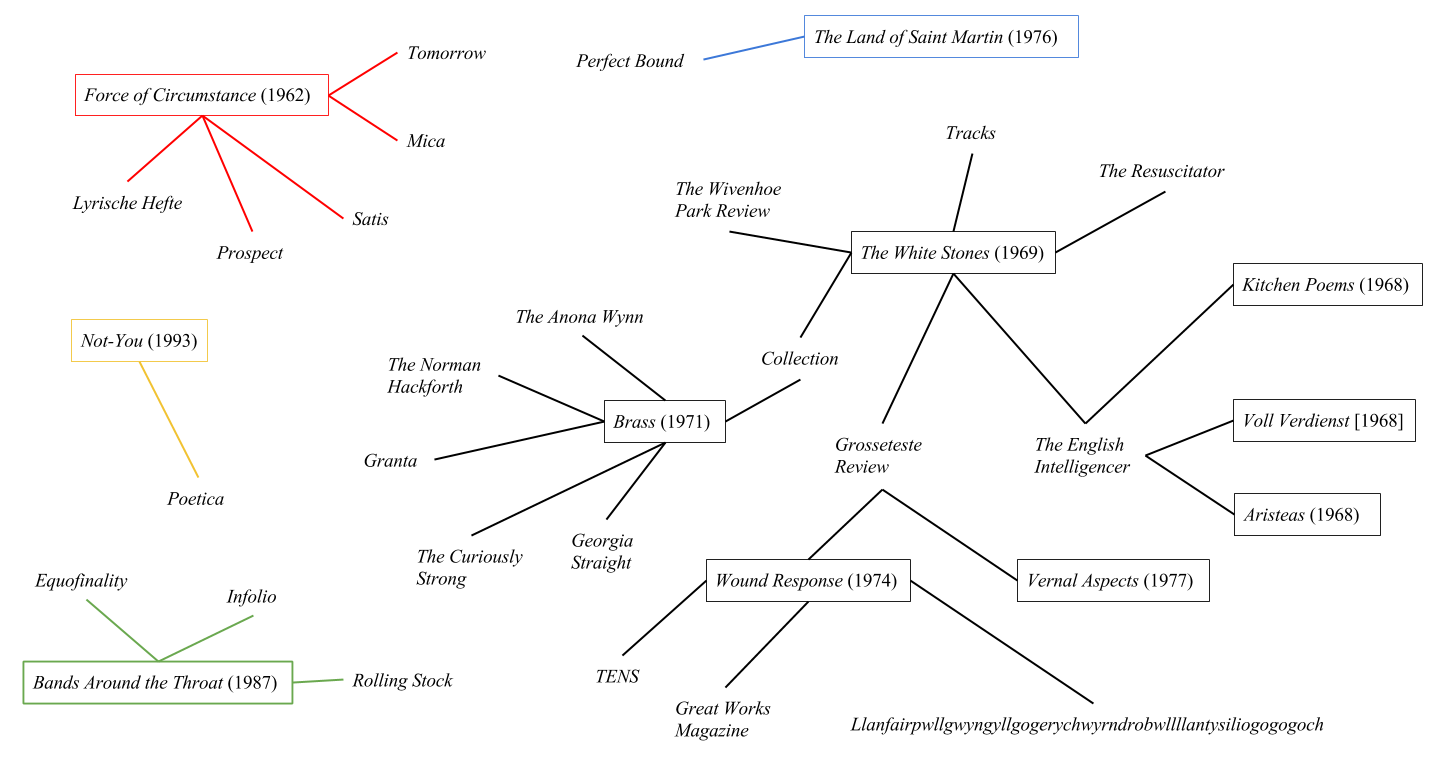 The Land of Saint Martin (1976)
Tomorrow
Perfect Bound
Force of Circumstance (1962)
Tracks
Mica
The Resuscitator
The Wivenhoe
Park Review
Lyrische Hefte
Satis
Prospect
The White Stones (1969)
Kitchen Poems (1968)
The Anona Wynn
Not-You (1993)
Collection
The Norman
Hackforth
Brass (1971)
Voll Verdienst [1968]
Granta
Grosseteste
Review
The English
Intelligencer
Poetica
Aristeas (1968)
Georgia
Straight
The Curiously
Strong
Equofinality
Infolio
Wound Response (1974)
Vernal Aspects (1977)
Bands Around the Throat (1987)
Rolling Stock
TENS
Great Works
Magazine
Llanfairpwllgwyngyllgogerychwyrndrobwllllantysiliogogogoch